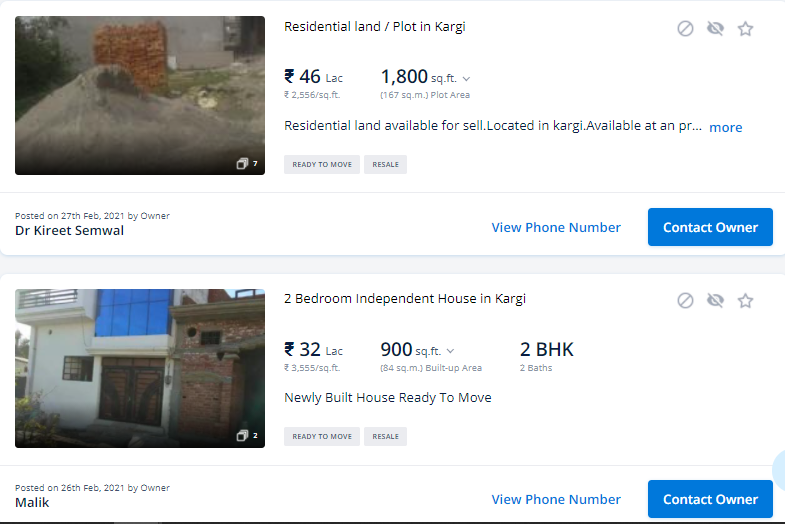 Residential land / Plot in Kargi
₹ 46 Lac 1,800 sq.ft.
₹ 2,556/sq.ft. (167 sq.m.) Plot Area
Residential land available for sell.Located in kargi.Available at an pr... more
7 READY TO MOVE RESALE
Posted on 27th Feb, 2021 by Owner
Dr Kireet Semwal View Phone Number Contact Owner
2 Bedroom Independent House in Kargi
₹ 32 Lac 900 sq.ft. 2 BHK
₹ 3,555/sq.ft. (84 sq.m.) Built-up Area 2 Baths
Newly Built House Ready To Move
2 READY TO MOVE RESALE
Posted on 26th Feb, 2021 by Owner
Malik View Phone Number Contact Owner